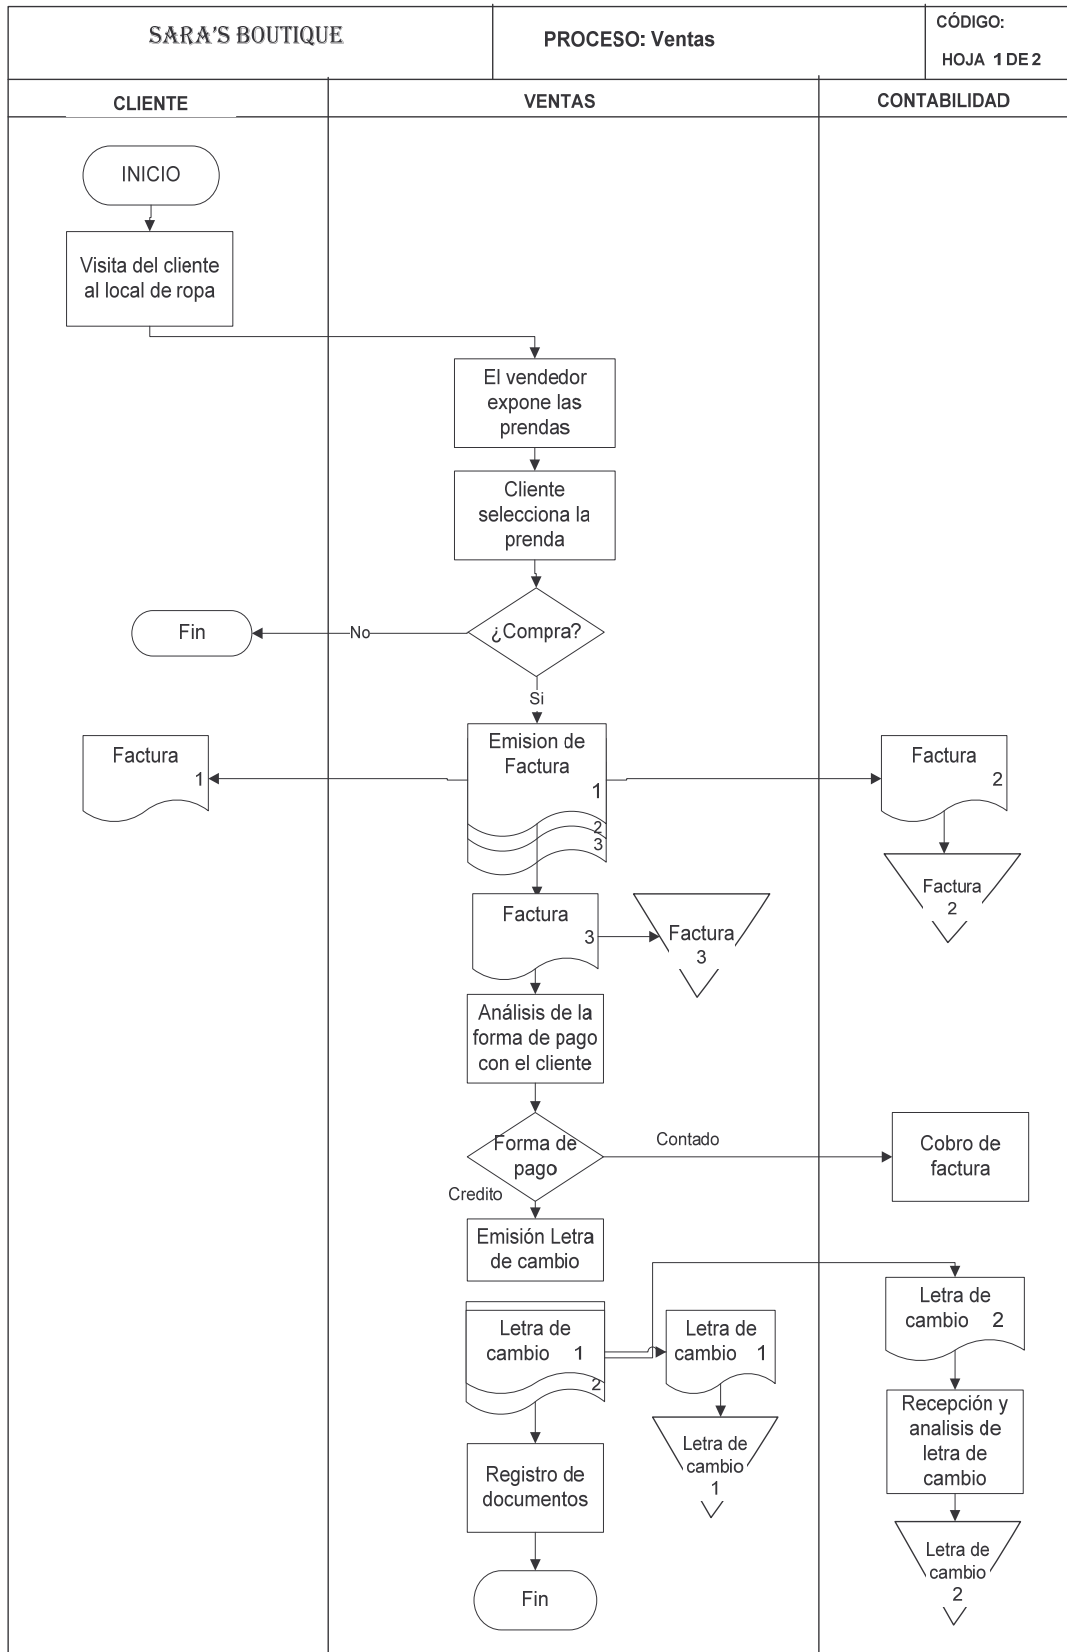 SARA'S BOUTIQUE
PROCESO: Ventas
CÓDIGO:
HOJA 1 DE 2
CLIENTE
VENTAS
CONTABILIDAD
INICIO
Visita del cliente
al local de ropa
El vendedor
expone las
prendas
Cliente
selecciona la
prenda
¿Compra?
No
Fin
Si
Emision de
Factura
1
2
3
Factura
1
Factura
2
Factura
2
Factura
3
Factura
3
Análisis de la
forma de pago
con el cliente
Forma de
pago
Contado
Cobro de
factura
Credito
Emisión Letra
de cambio
Letra de
cambio 1
2
Letra de
cambio 1
Letra de
cambio 2
Letra de
cambio
1
Recepción y
analisis de
letra de
cambio
Registro de
documentos
Letra de
cambio
2
Fin